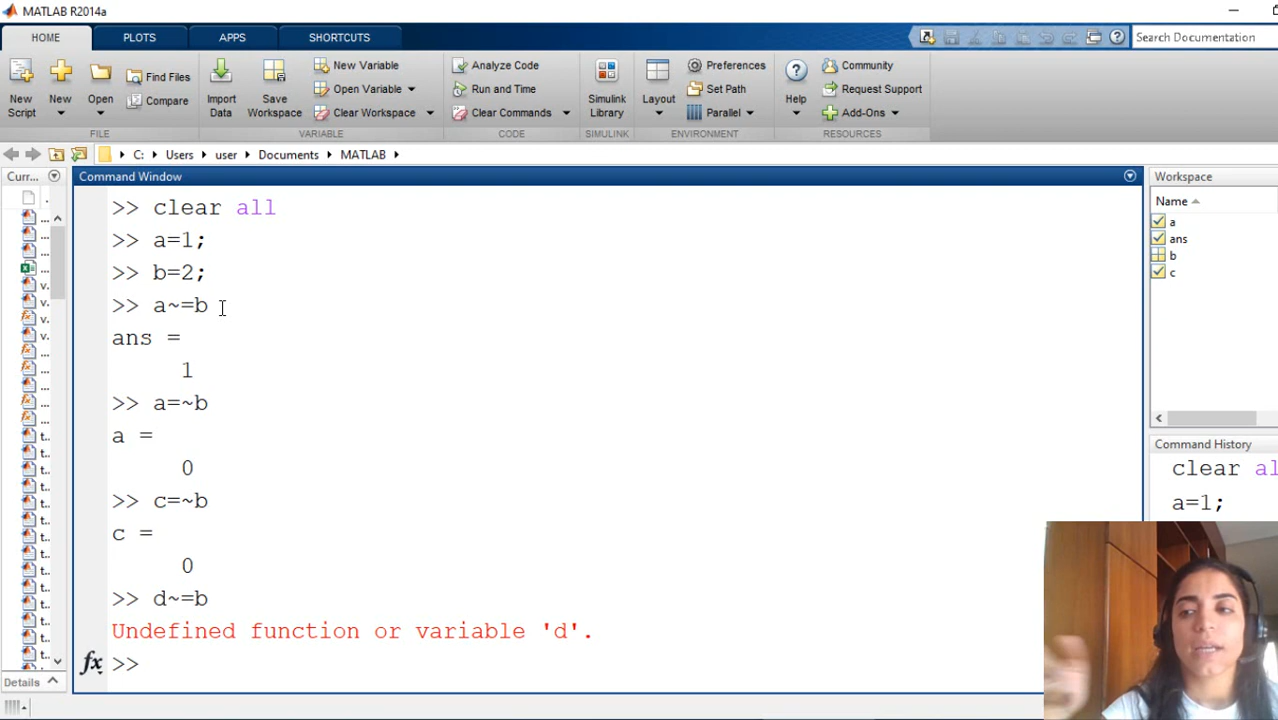 MATLAB R2014a
HOME
PLOTS
APPS
SHORTCUTS
Search Documentation
New Script
New
Open
Find Files
Compare
Import Data
Save Workspace
New Variable
Open Variable
Clear Workspace
Analyze Code
Run and Time
Clear Commands
Simulink Library
Layout
Preferences
Set Path
Parallel
Help
Community
Request Support
Add-Ons
FILE
VARIABLE
CODE
SIMULINK
ENVIRONMENT
RESOURCES
C: Users user Documents MATLAB
Curr...
Command Window
Workspace
Name
a
ans
b
c
>> clear all
>> a=1;
>> b=2;
>> a~=b
ans =
1
>> a=~b
a =
0
>> c=~b
c =
0
>> d~=b
Undefined function or variable 'd'.
fx >>
Command History
clear al
a=1;
Details